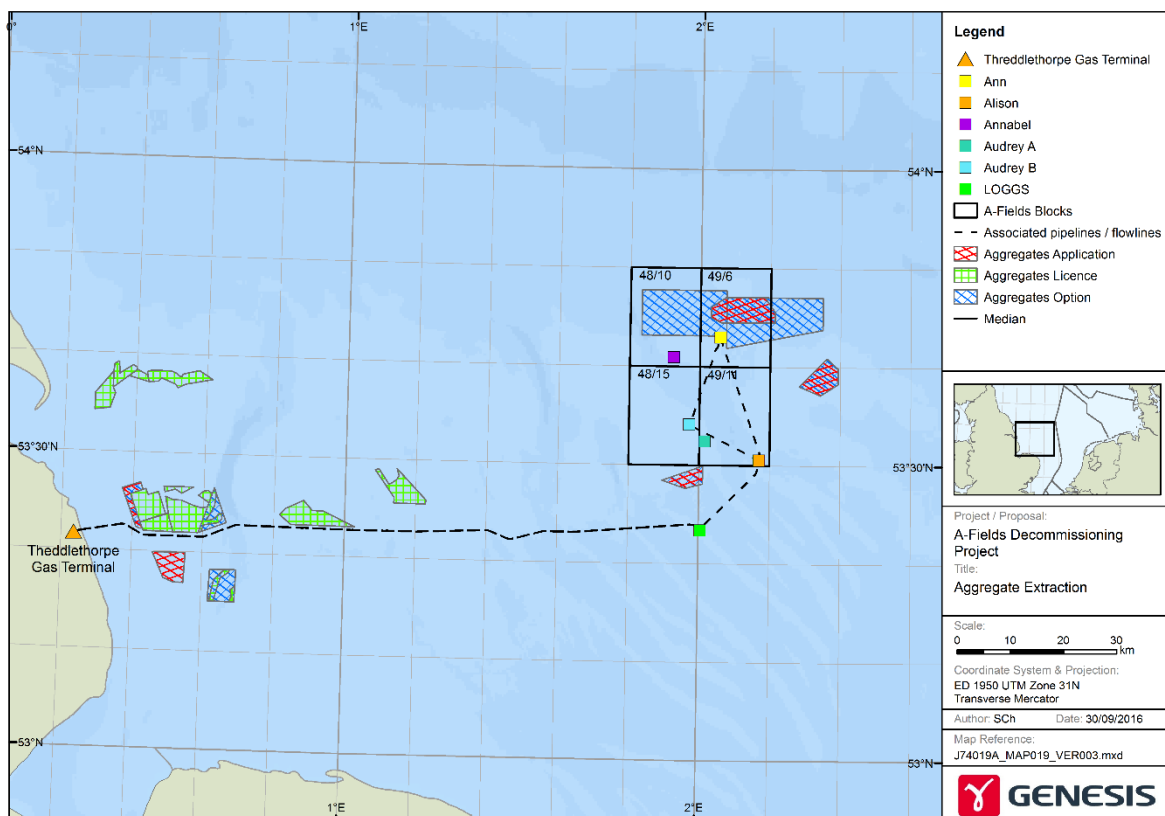 0°
1°E
2°E
54°N
54°N
48/10
49/6
48/15
49/11
53°30'N
53°30'N
Theddlethorpe
Gas Terminal
53°N
53°N
1°E
2°E
Legend
Threddlethorpe Gas Terminal
Ann
Alison
Annabel
Audrey A
Audrey B
LOGGS
A-Fields Blocks
Associated pipelines / flowlines
Aggregates Application
Aggregates Licence
Aggregates Option
Median
Project / Proposal:
A-Fields Decommissioning
Project
Title:
Aggregate Extraction
Scale:
0 10 20 30
km
Coordinate System & Projection:
ED 1950 UTM Zone 31N
Transverse Mercator
Author: SCh Date: 30/09/2016
Map Reference:
J74019A_MAP019_VER003.mxd
GENESIS